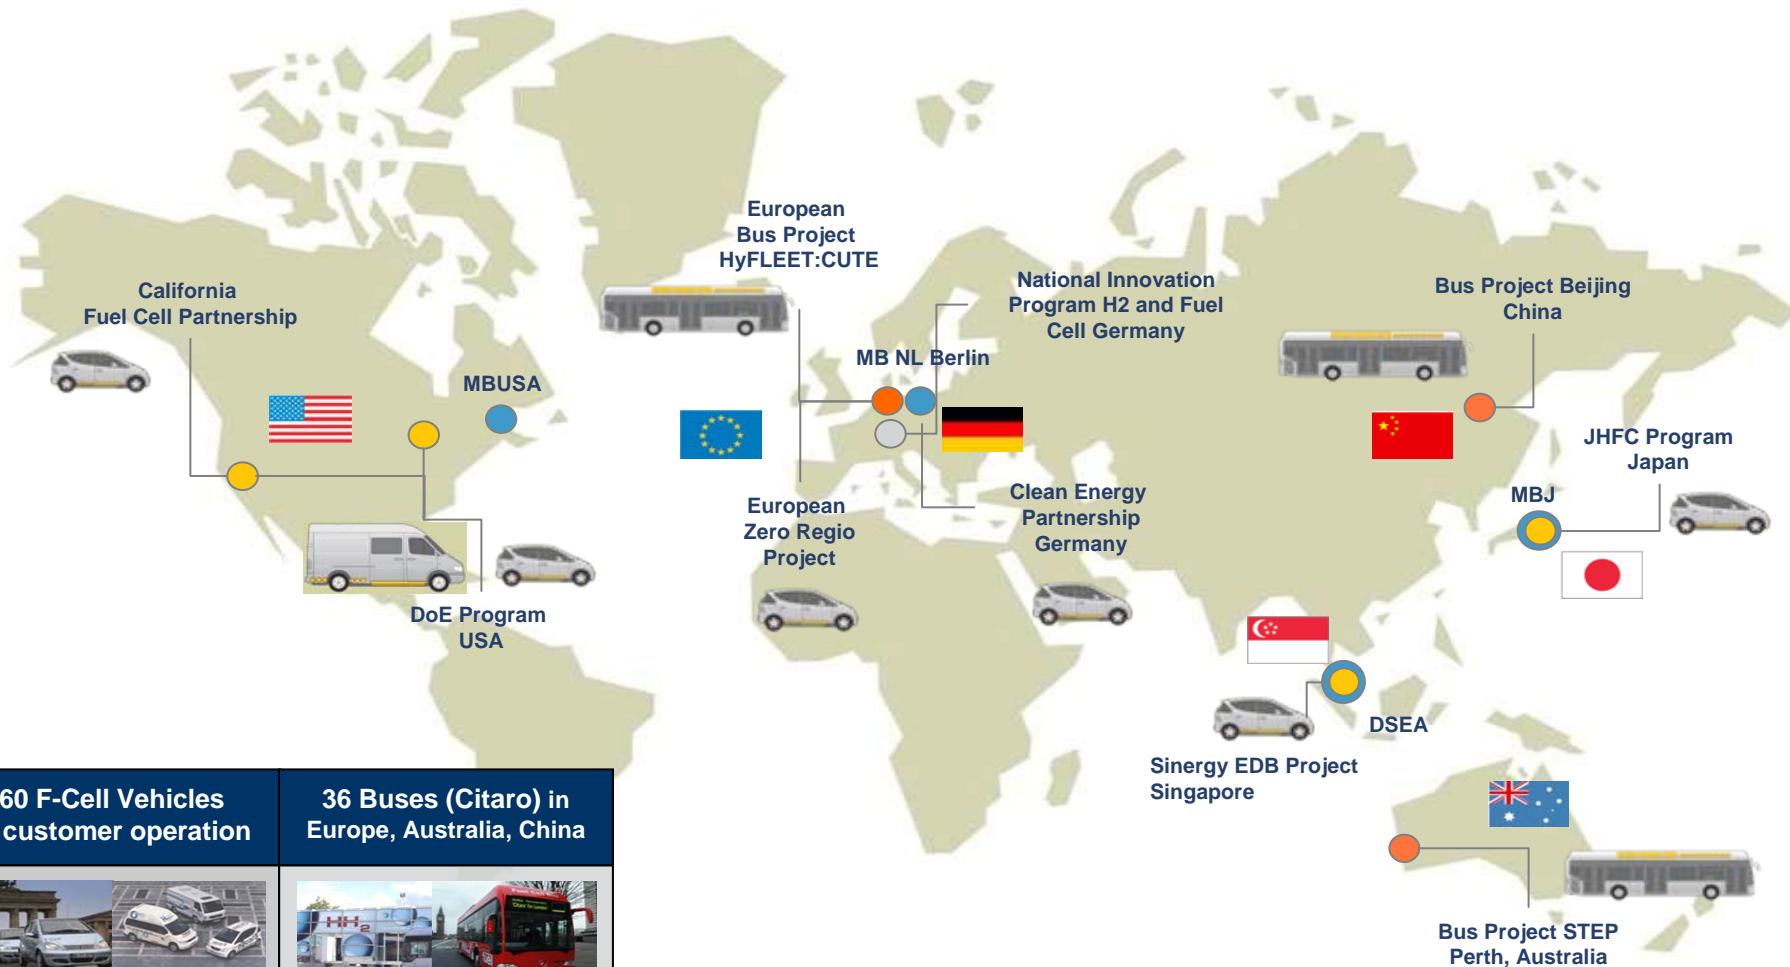 European
Bus Project
HyFLEET:CUTE
California
Fuel Cell Partnership
National Innovation
Program H2 and Fuel
Cell Germany
Bus Project Beijing
China
MB NL Berlin
MBUSA
JHFC Program
Japan
MBJ
European
Zero Regio
Project
Clean Energy
Partnership
Germany
DoE Program
USA
DSEA
Sinergy EDB Project
Singapore
Bus Project STEP
Perth, Australia
60 F-Cell Vehicles
customer operation
36 Buses (Citaro) in
Europe, Australia, China
H2